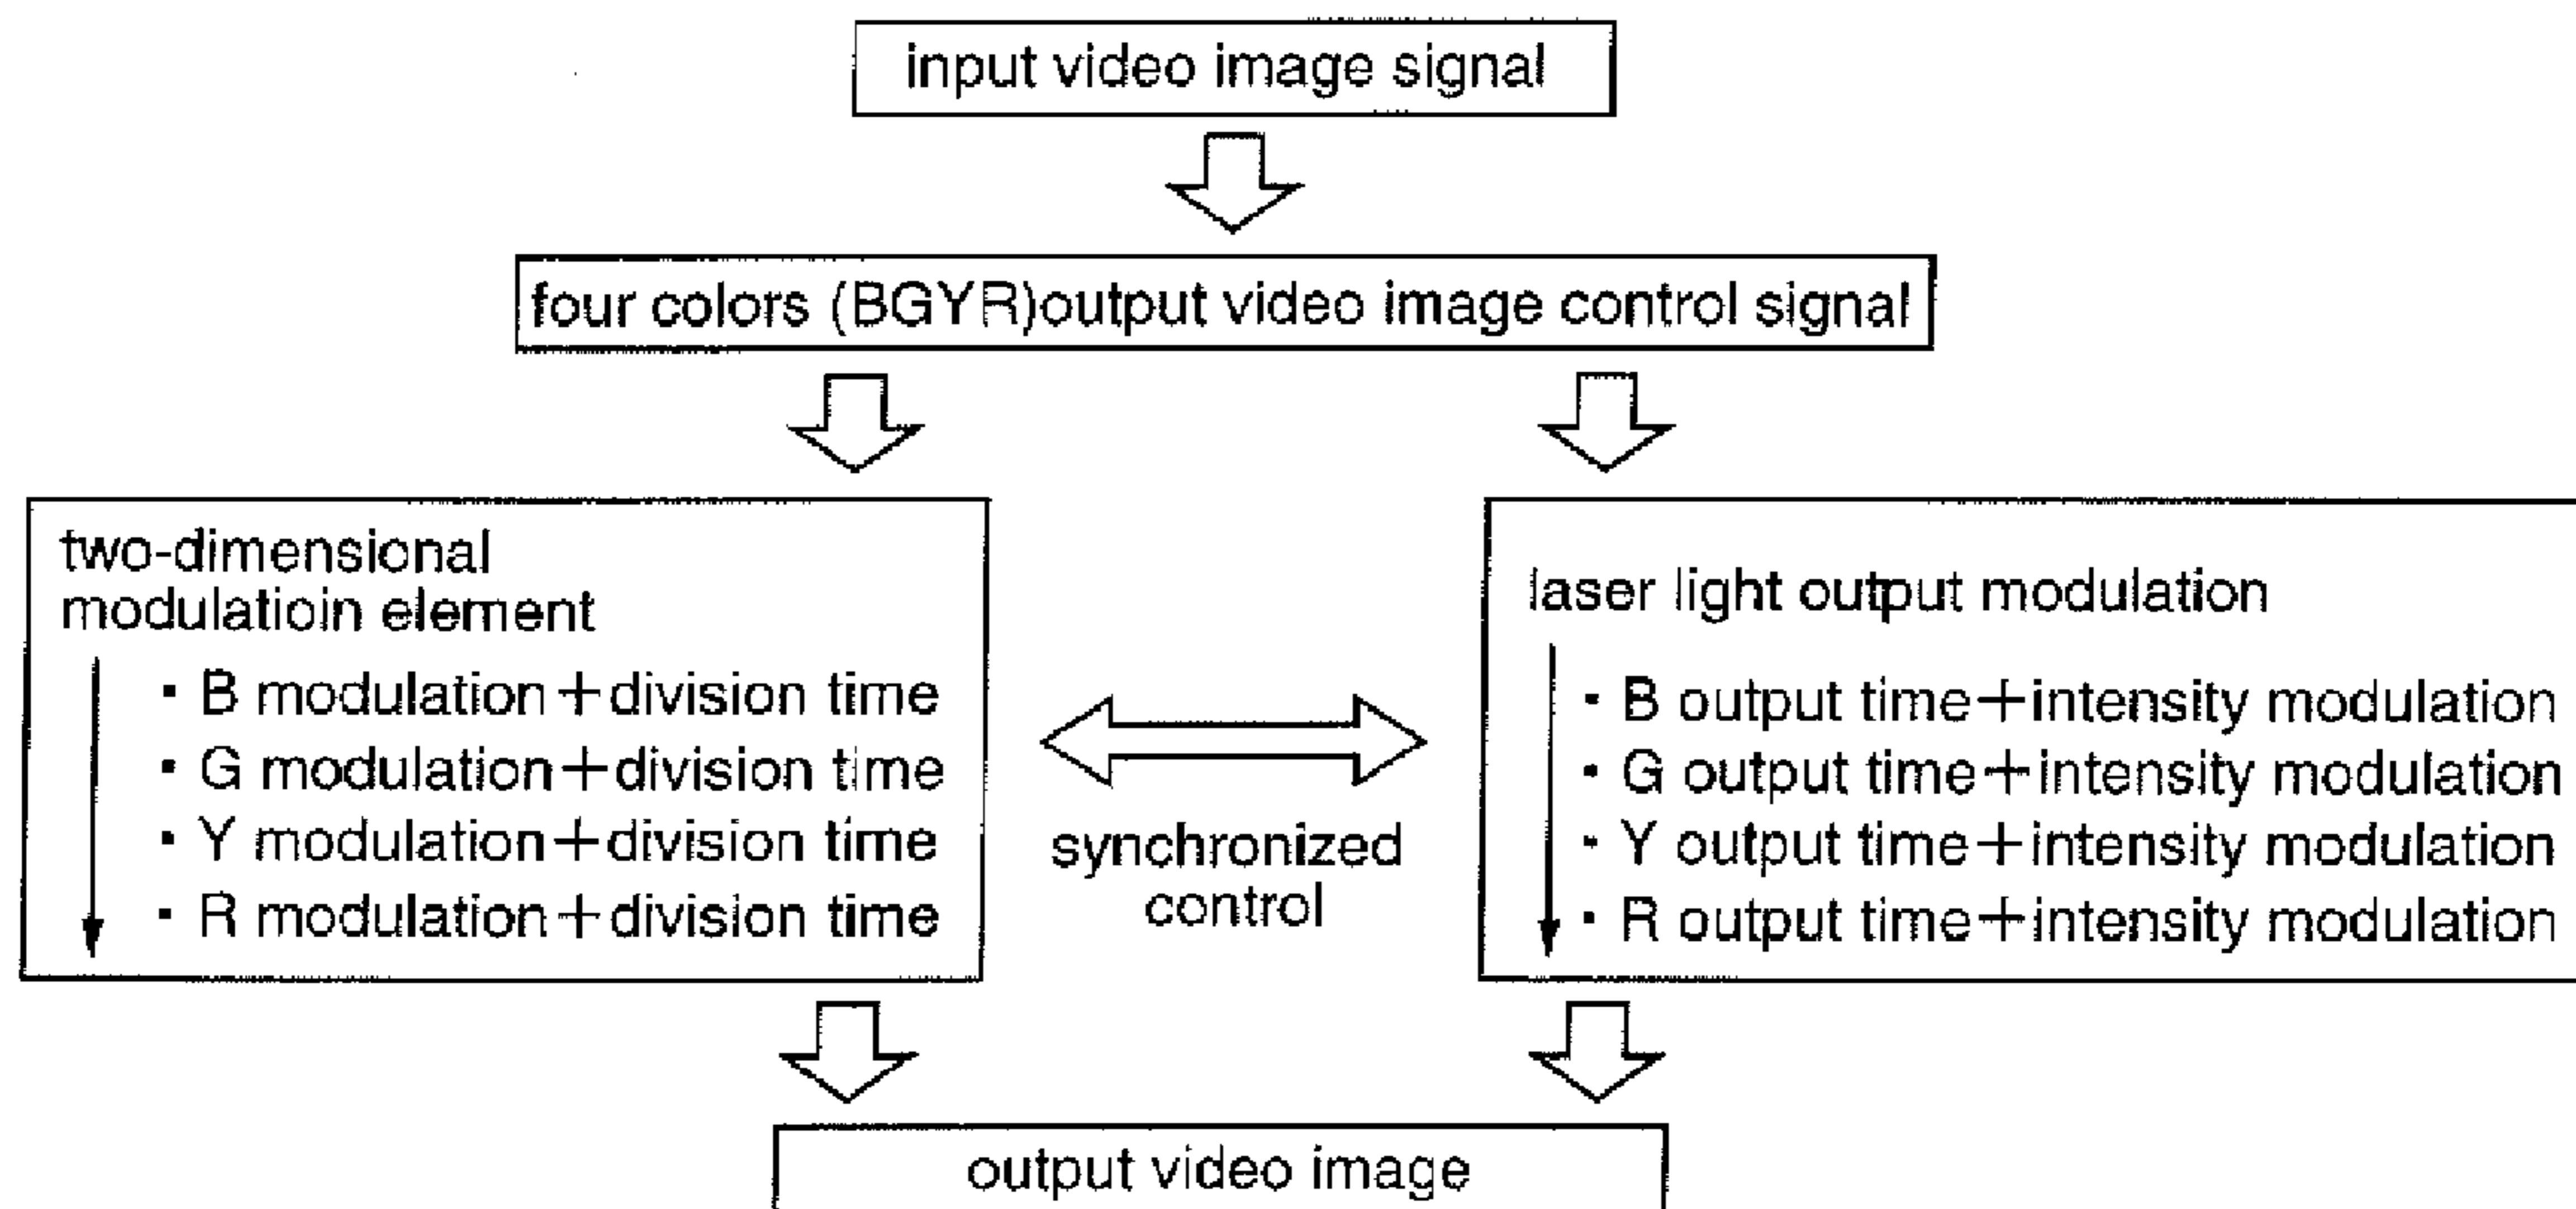 input video image signal
four colors (BGYR)output video image control signal
two-dimensional
modulatioin element
▪ B modulation+division time
▪ G modulation+division time
▪ Y modulation+division time
▪ R modulation+division time
synchronized
control
laser light output modulation
▪ B output time+intensity modulation
▪ G output time+intensity modulation
▪ Y output time+intensity modulation
▪ R output time+intensity modulation
output video image